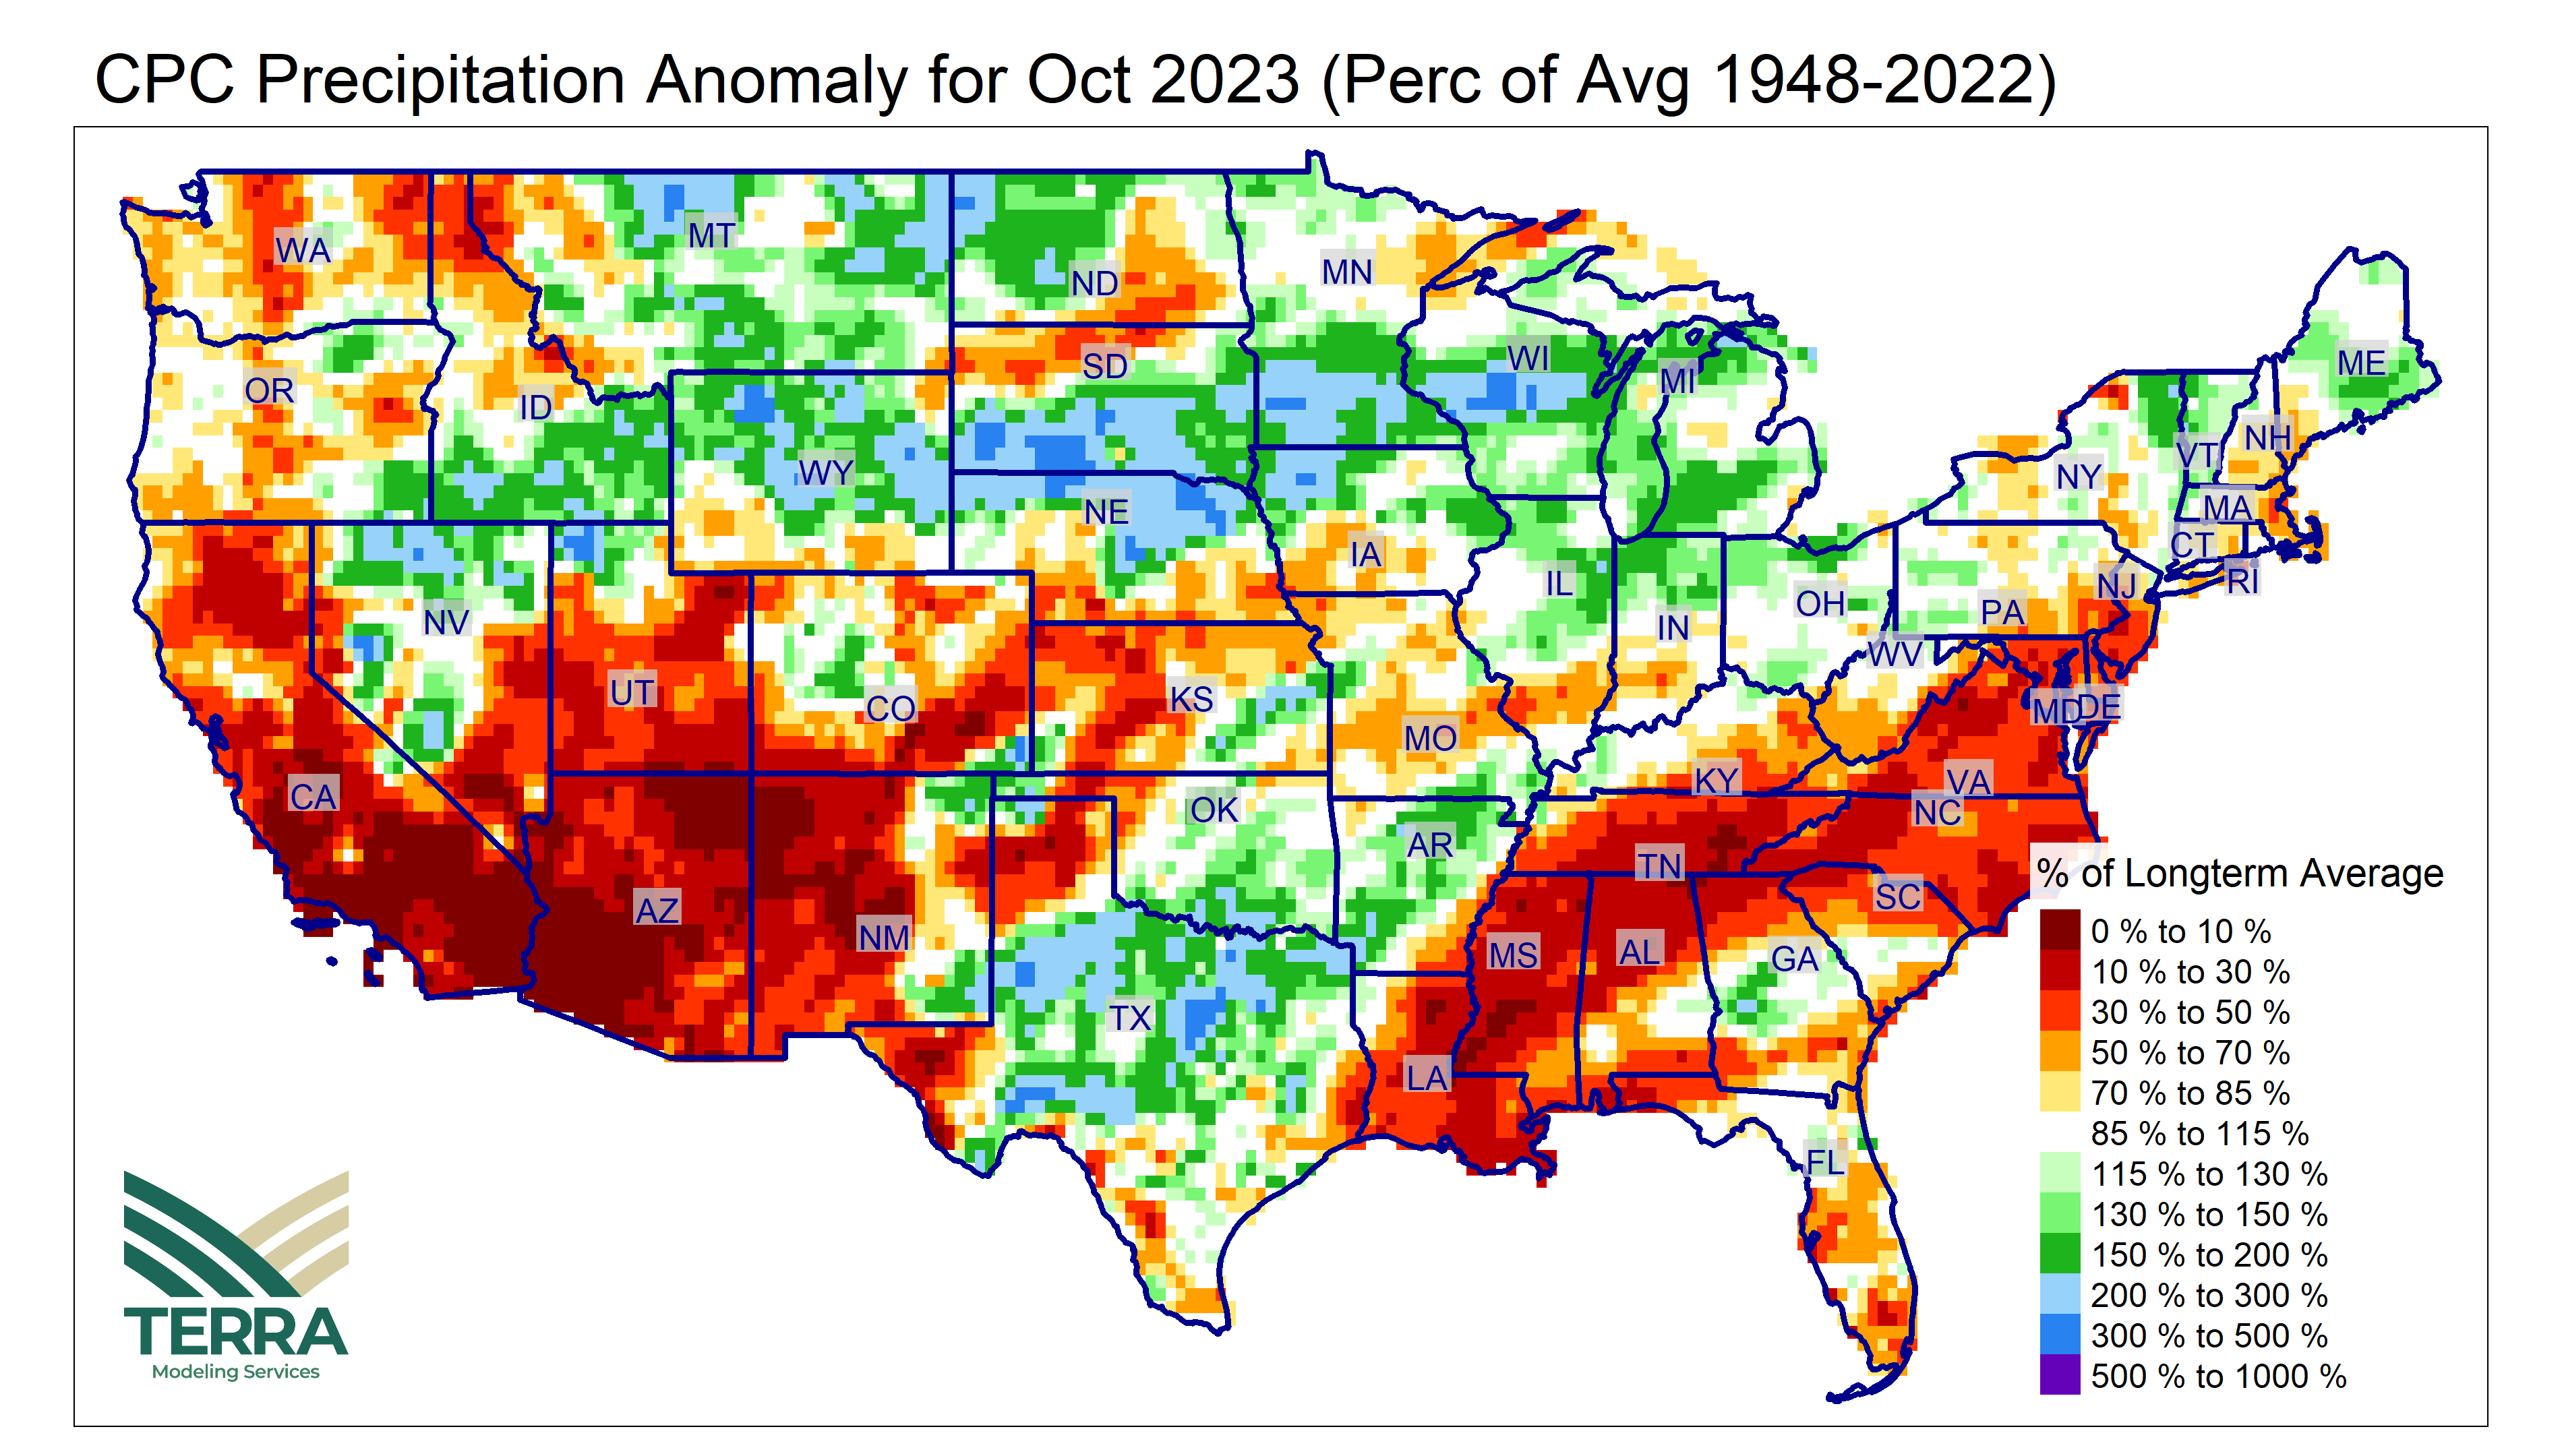 CPC Precipitation Anomaly for Oct 2023 (Perc of Avg 1948-2022)
WA
MT
ND
MN
OR
ID
SD
WI
MI
ME
WY
NE
NY
VT
NH
MA
CT
RI
NV
IA
IL
IN
OH
PA
NJ
UT
CO
KS
MO
WV
MD
DE
CA
OK
KY
VA
NC
AZ
NM
AR
TN
SC
TX
MS
AL
GA
LA
FL
% of Longterm Average
0 % to 10 %
10 % to 30 %
30 % to 50 %
50 % to 70 %
70 % to 85 %
85 % to 115 %
115 % to 130 %
130 % to 150 %
150 % to 200 %
200 % to 300 %
300 % to 500 %
500 % to 1000 %
TERRA
Modeling Services